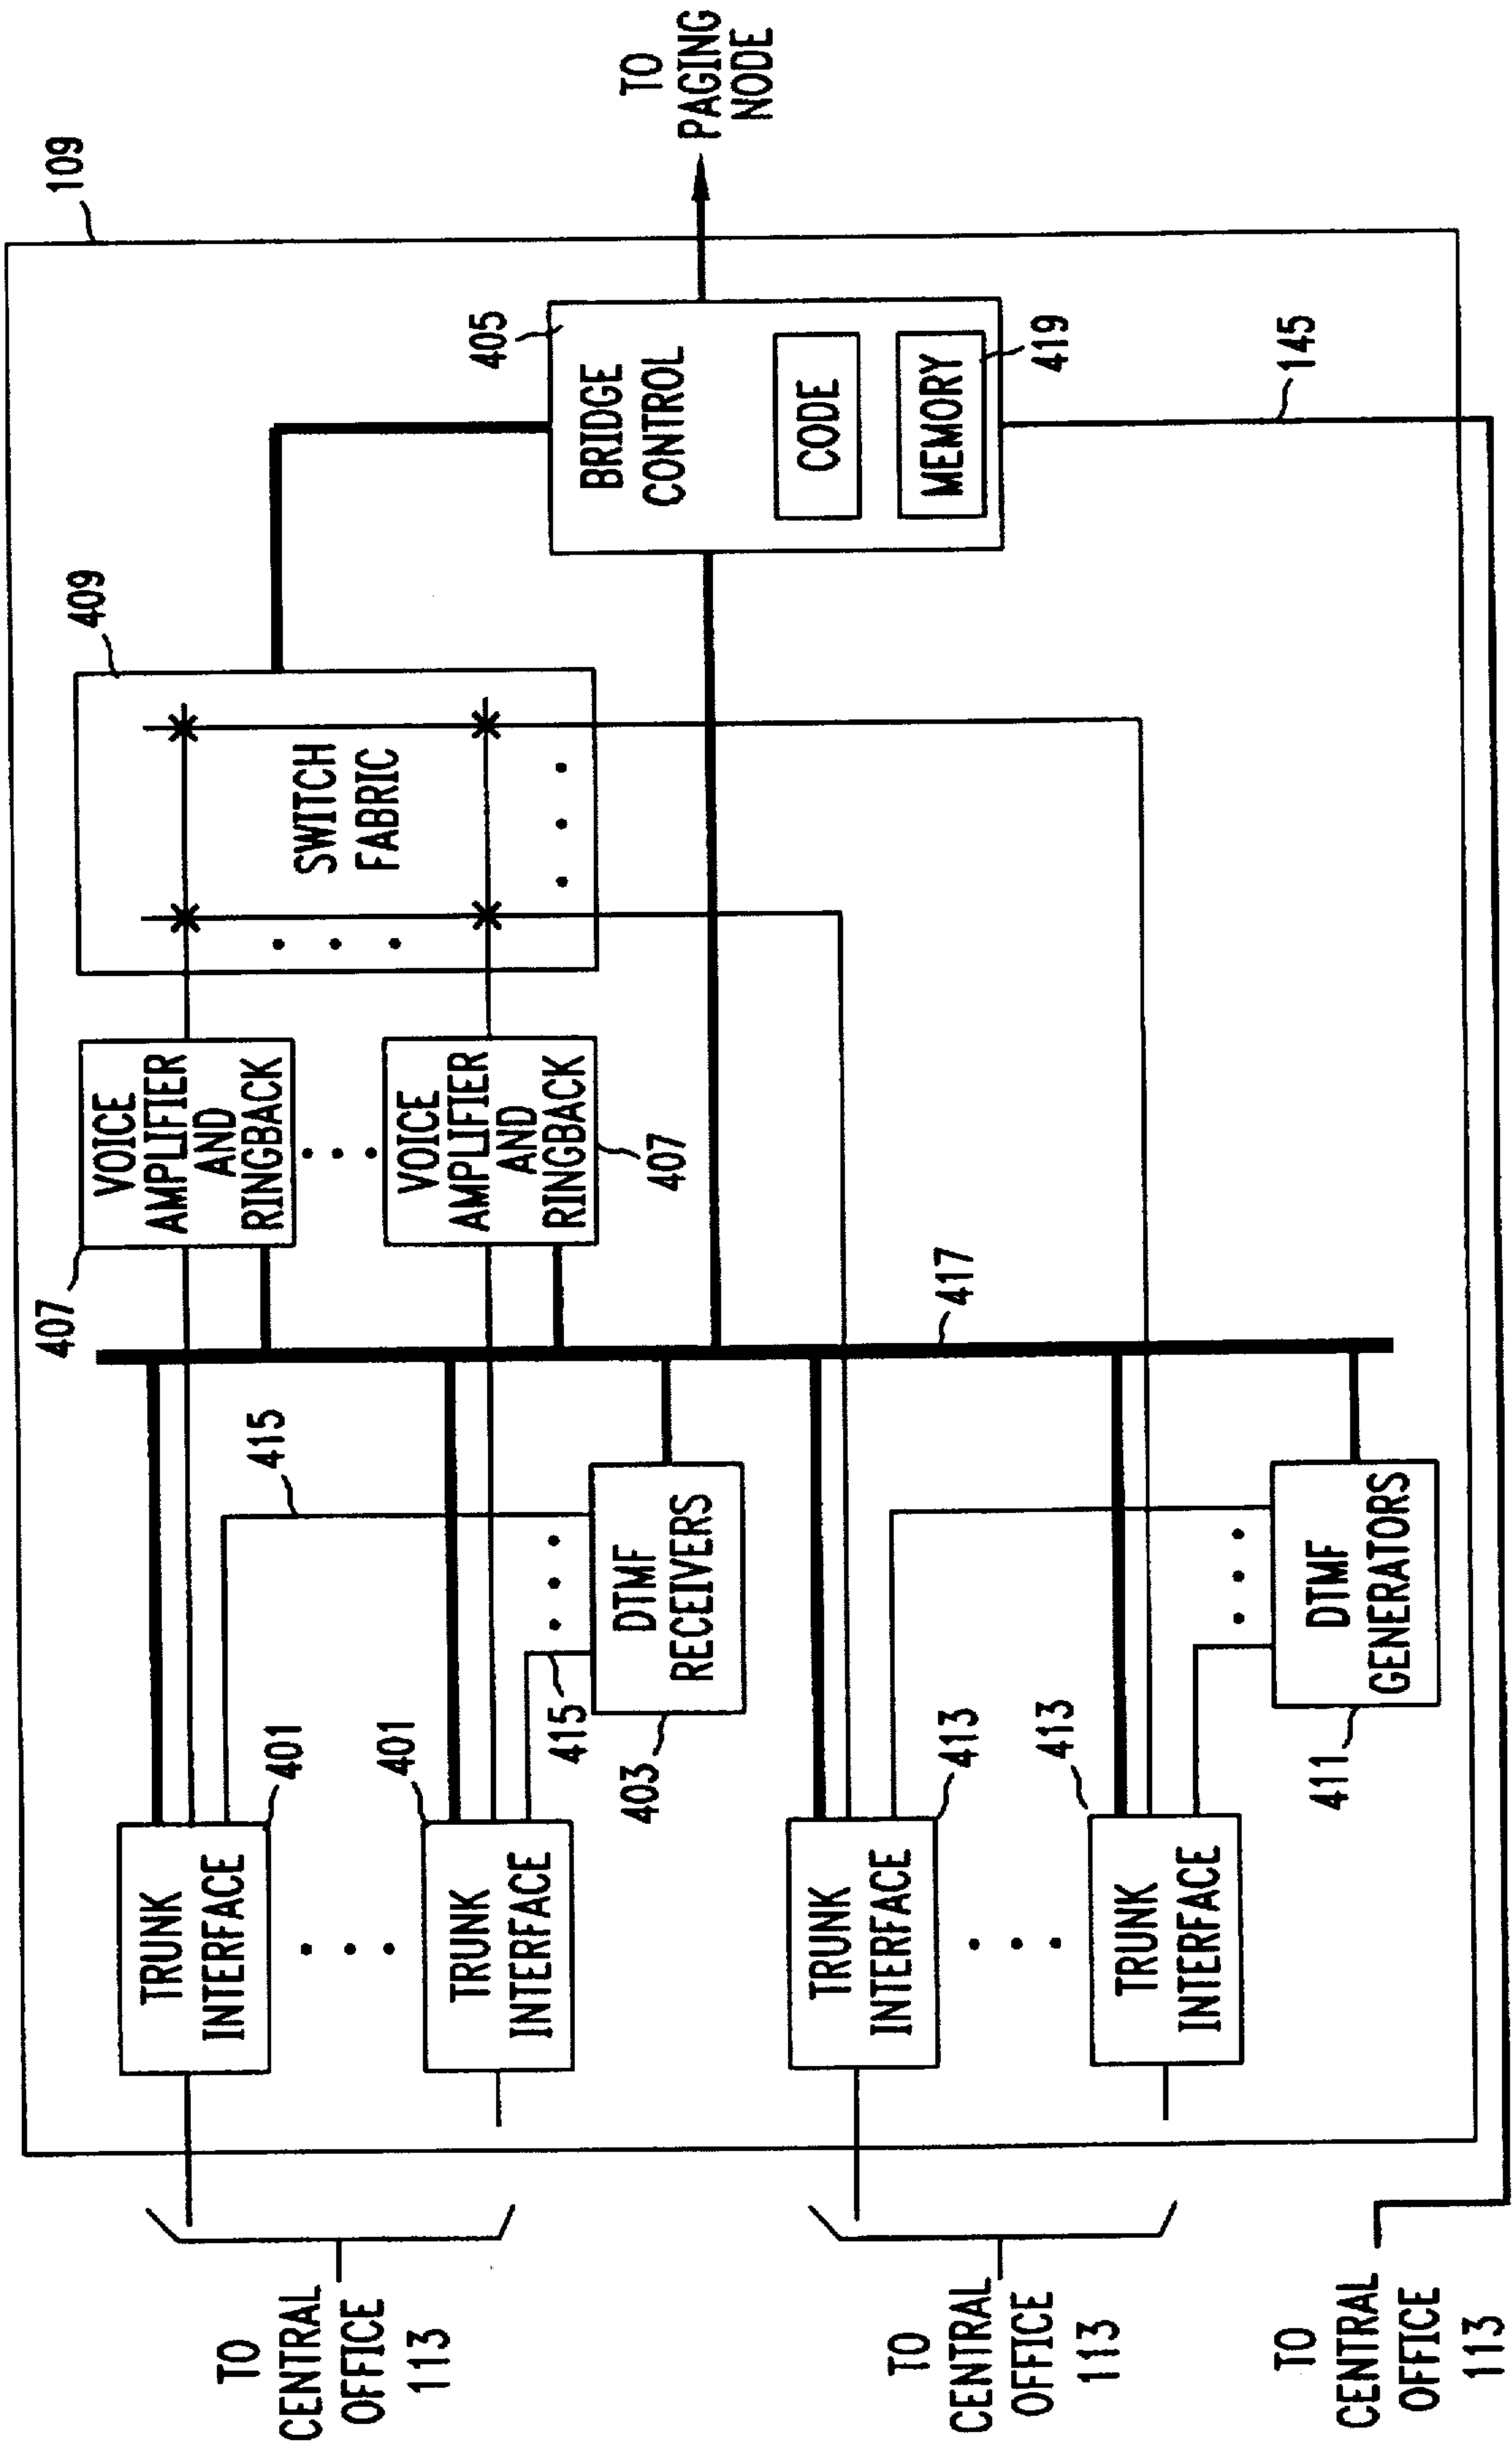 109
TO
PAGING
NODE
405
BRIDGE
CONTROL
CODE
MEMORY
419
145
409
SWITCH
FABRIC
VOICE
AMPLIFIER
AND
RINGBACK
407
VOICE
AMPLIFIER
AND
RINGBACK
407
417
415
415
DTMF
RECEIVERS
403
DTMF
GENERATORS
411
TRUNK
INTERFACE
401
TRUNK
INTERFACE
401
TRUNK
INTERFACE
413
TRUNK
INTERFACE
413
TO
CENTRAL
OFFICE
113
TO
CENTRAL
OFFICE
113
TO
CENTRAL
OFFICE
113